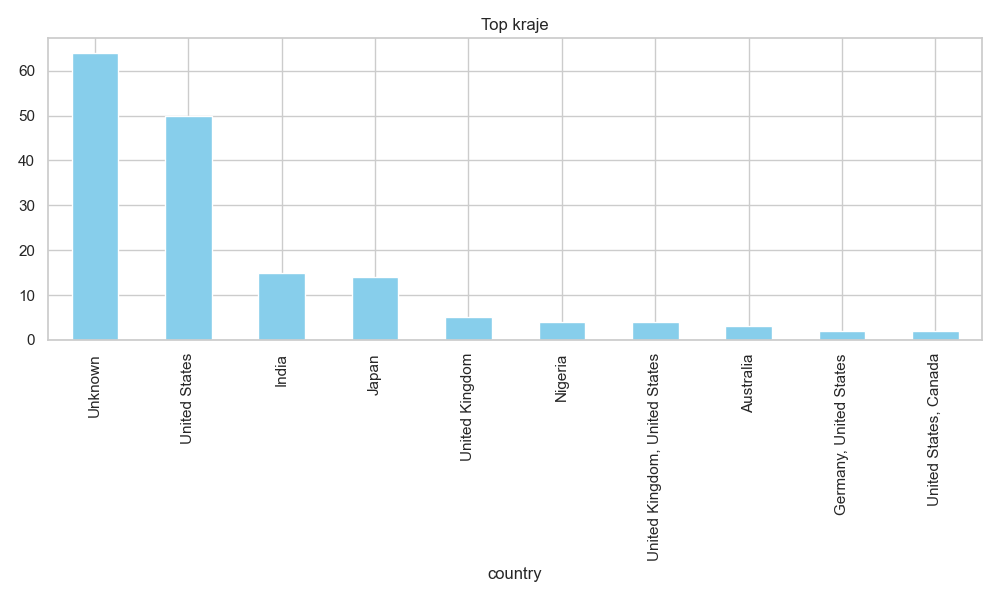 Top kraje
60
50
40
30
20
10
0
Unknown
United States
India
Japan
United Kingdom
Nigeria
United Kingdom, United States
Australia
Germany, United States
United States, Canada
country